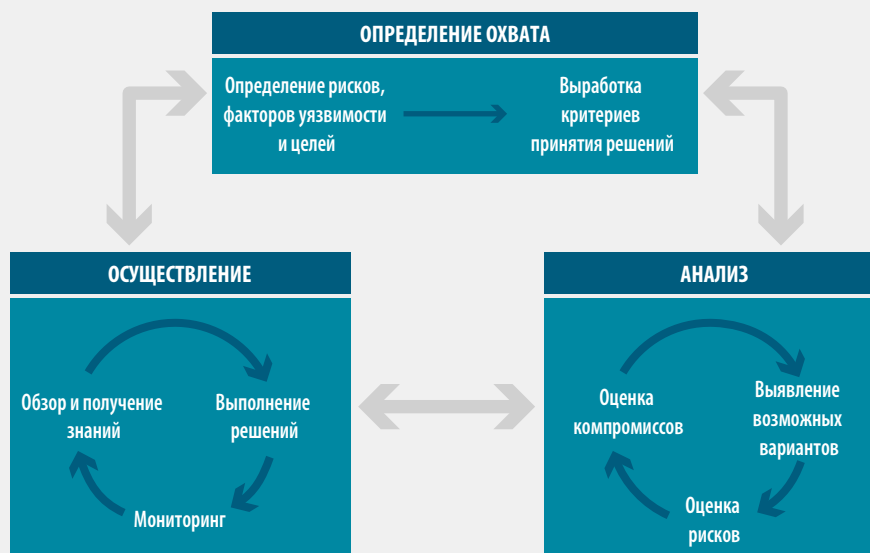 ОПРЕДЕЛЕНИЕ ОХВАТА
Определение рисков,
факторов уязвимости
и целей
Выработка
критериев
принятия решений
ОСУЩЕСТВЛЕНИЕ
Обзор и получение
знаний
Выполнение
решений
Мониторинг
АНАЛИЗ
Оценка
компромиссов
Выявление
возможных
вариантов
Оценка
рисков